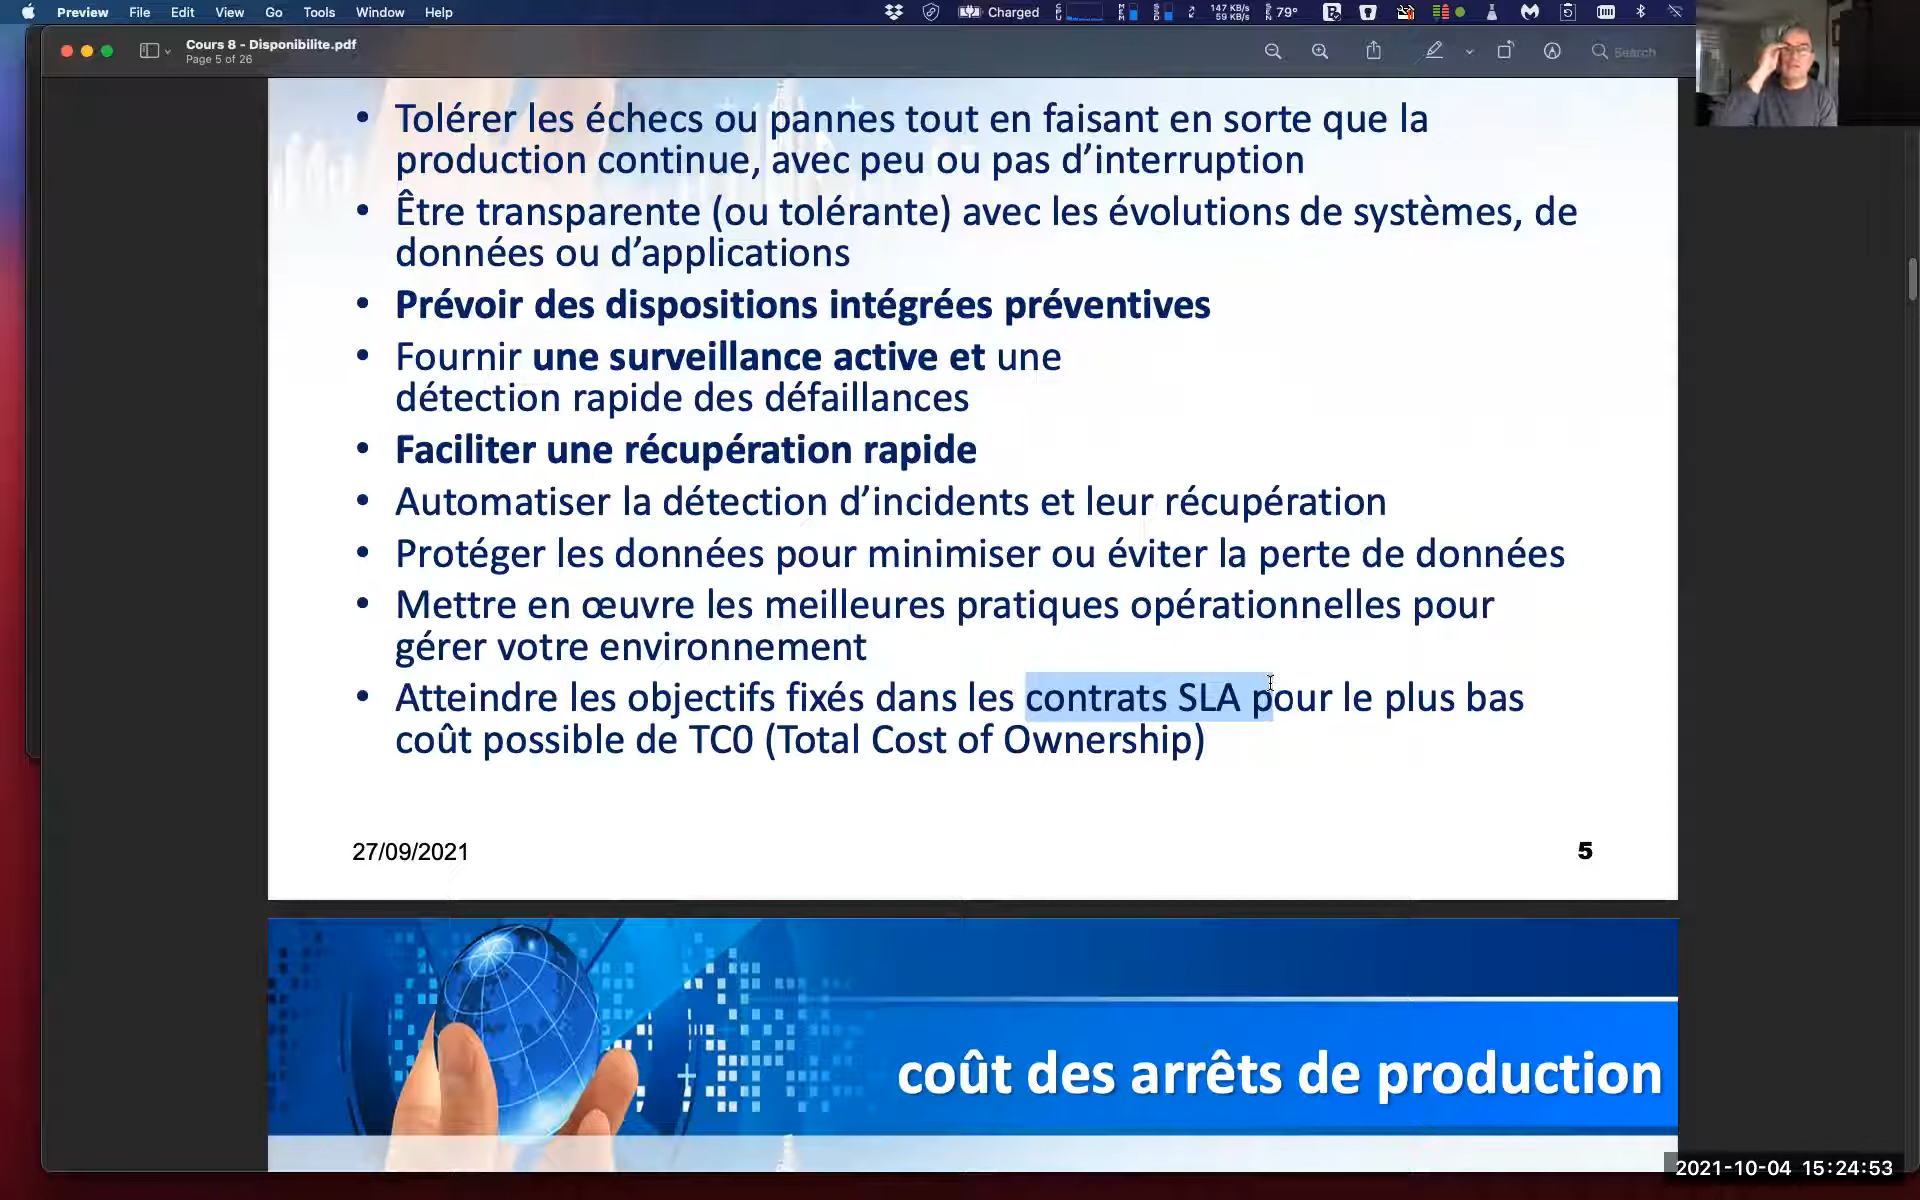 Preview File Edit View Go Tools Window Help
Charged
147 KB/s
59 KB/s
79°
Cours 8 - Disponibilite.pdf
Page 5 of 26
Search
• Tolérer les échecs ou pannes tout en faisant en sorte que la
production continue, avec peu ou pas d’interruption
• Être transparente (ou tolérante) avec les évolutions de systèmes, de
données ou d’applications
• Prévoir des dispositions intégrées préventives
• Fournir une surveillance active et une
détection rapide des défaillances
• Faciliter une récupération rapide
• Automatiser la détection d’incidents et leur récupération
• Protéger les données pour minimiser ou éviter la perte de données
• Mettre en œuvre les meilleures pratiques opérationnelles pour
gérer votre environnement
• Atteindre les objectifs fixés dans les contrats SLA pour le plus bas
coût possible de TC0 (Total Cost of Ownership)
27/09/2021
5
coût des arrêts de production
2021-10-04 15:24:53